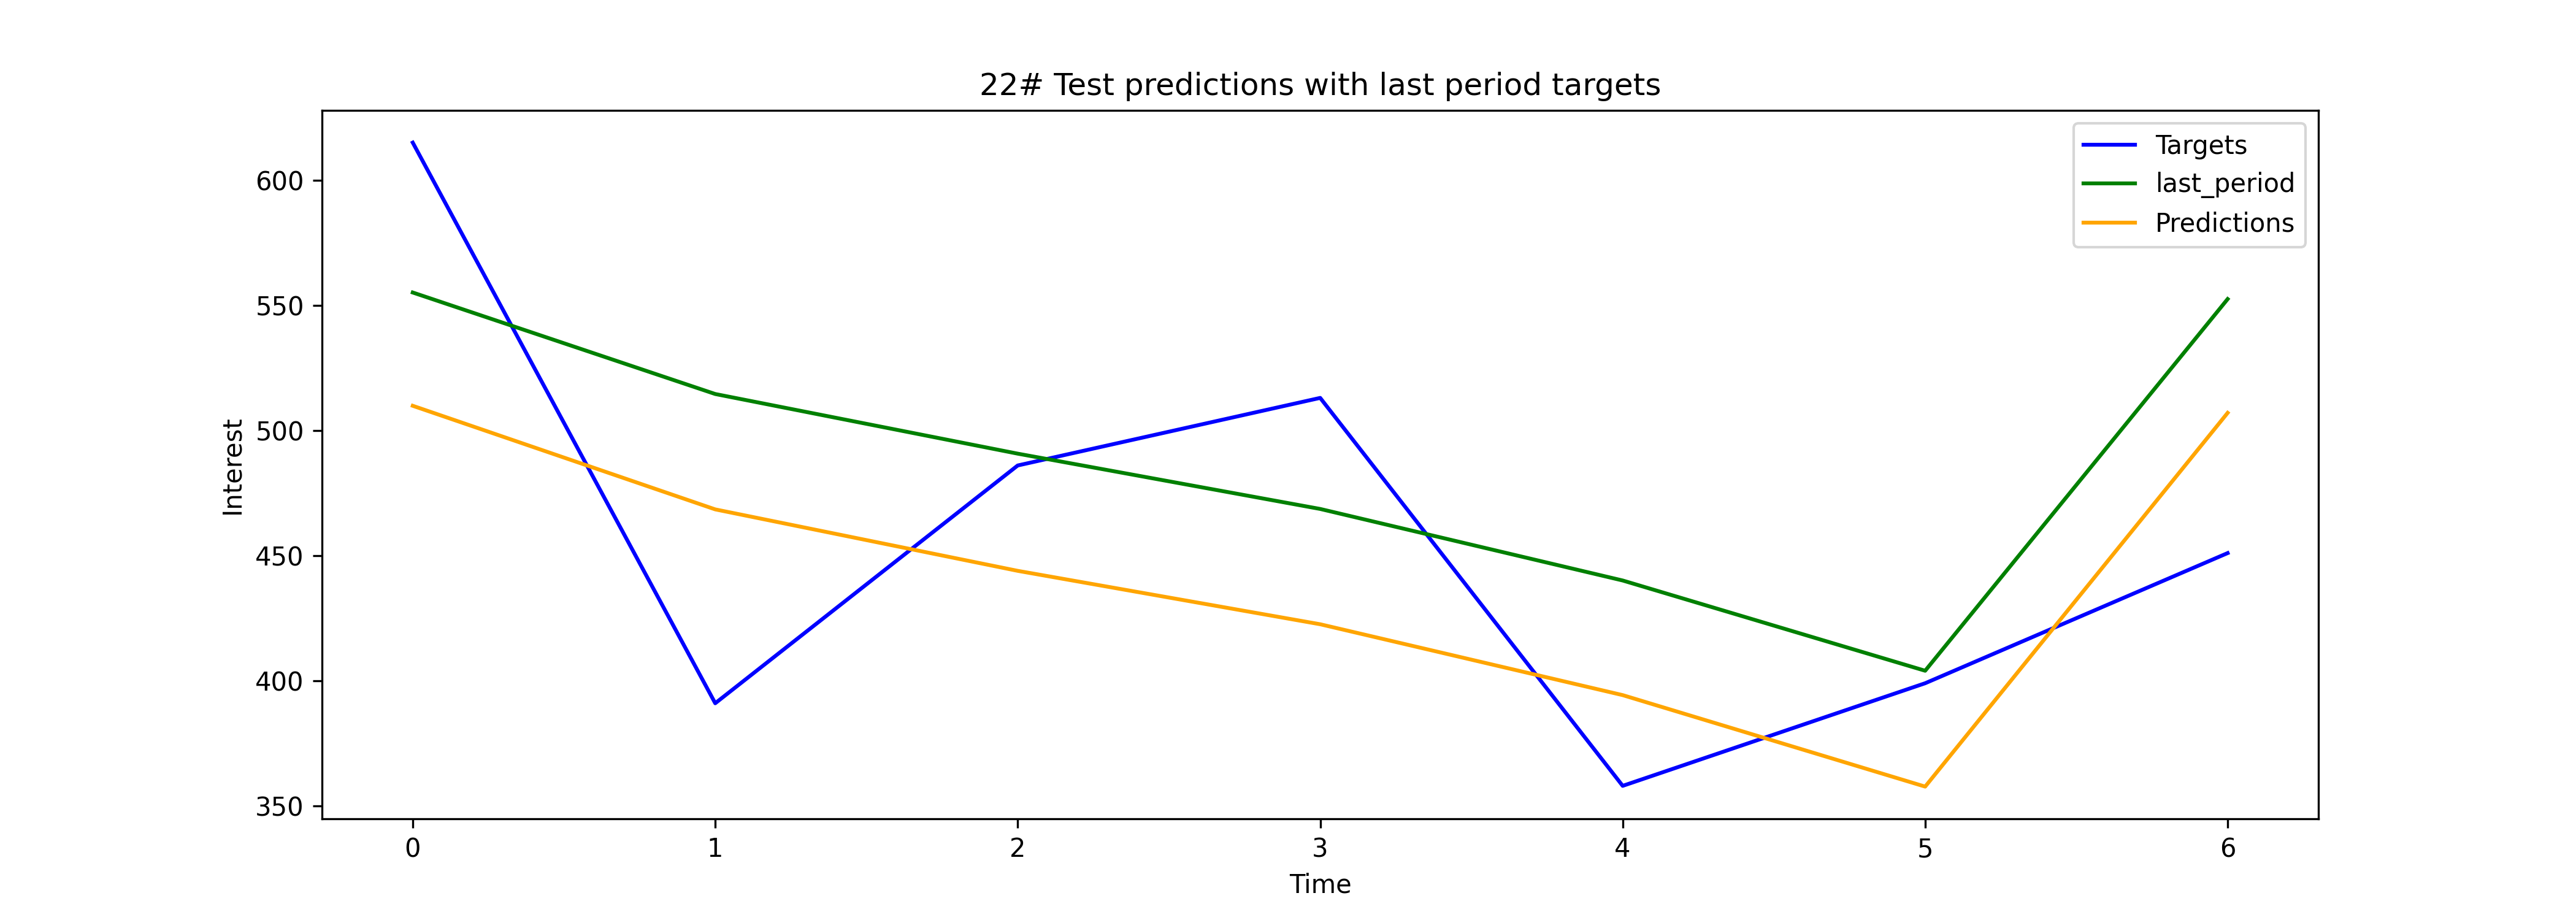 22# Test predictions with last period targets
Targets
last_period
Predictions
600
550
500
450
400
350
Interest
0 1 2 3 4 5 6
Time